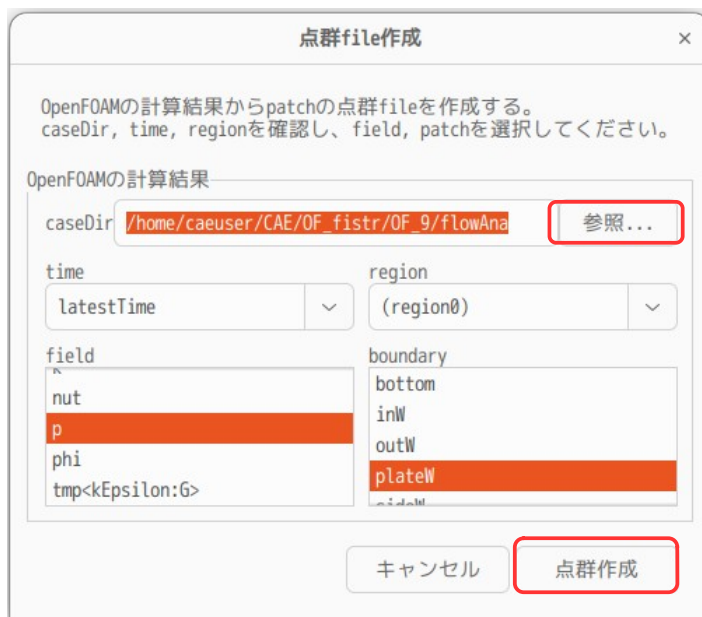 点群file作成
×
OpenFOAMの計算結果からpatchの点群fileを作成する。
caseDir, time, regionを確認し、field, patchを選択してください。
OpenFOAMの計算結果
caseDir /home/caeuser/CAE/OF_fistr/OF_9/flowAna 参照...
time region
latestTime (region0)
field boundary
k
nut
p
phi
tmp<kEpsilon:G>
bottom
inW
outW
plateW
sideW
キャンセル 点群作成